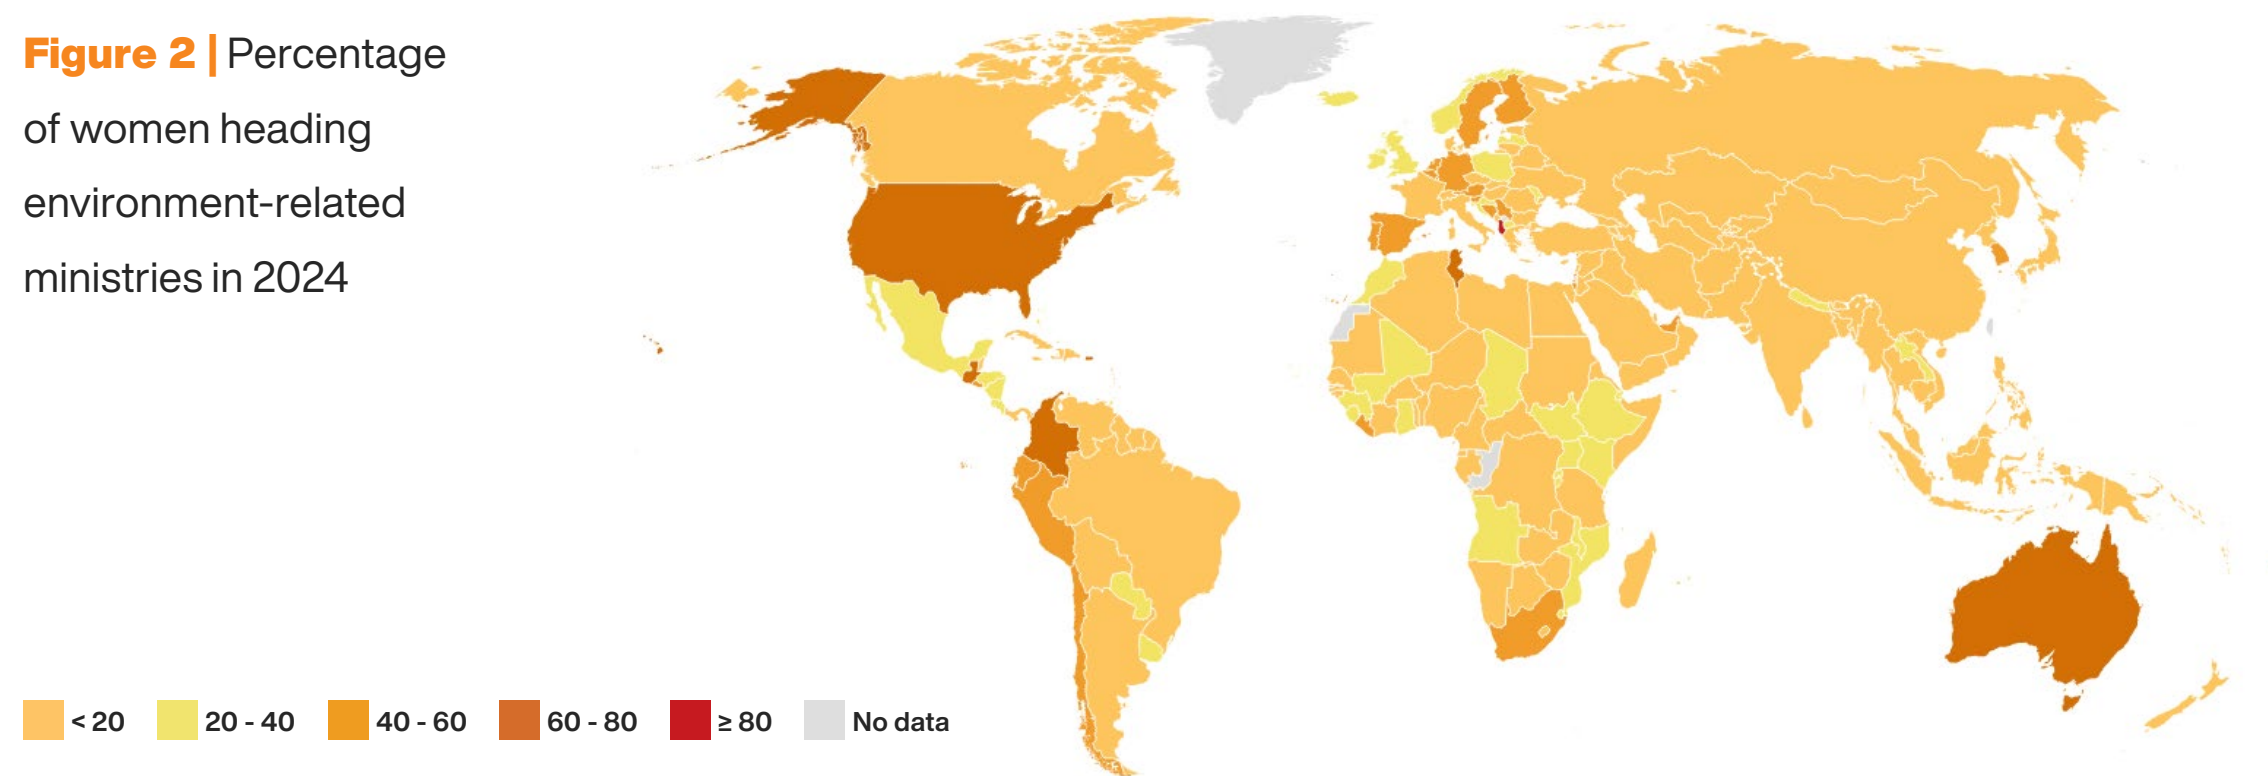 Figure 2 | Percentage
of women heading
environment-related
ministries in 2024
< 20 20 - 40 40 - 60 60 - 80 ≥ 80 No data